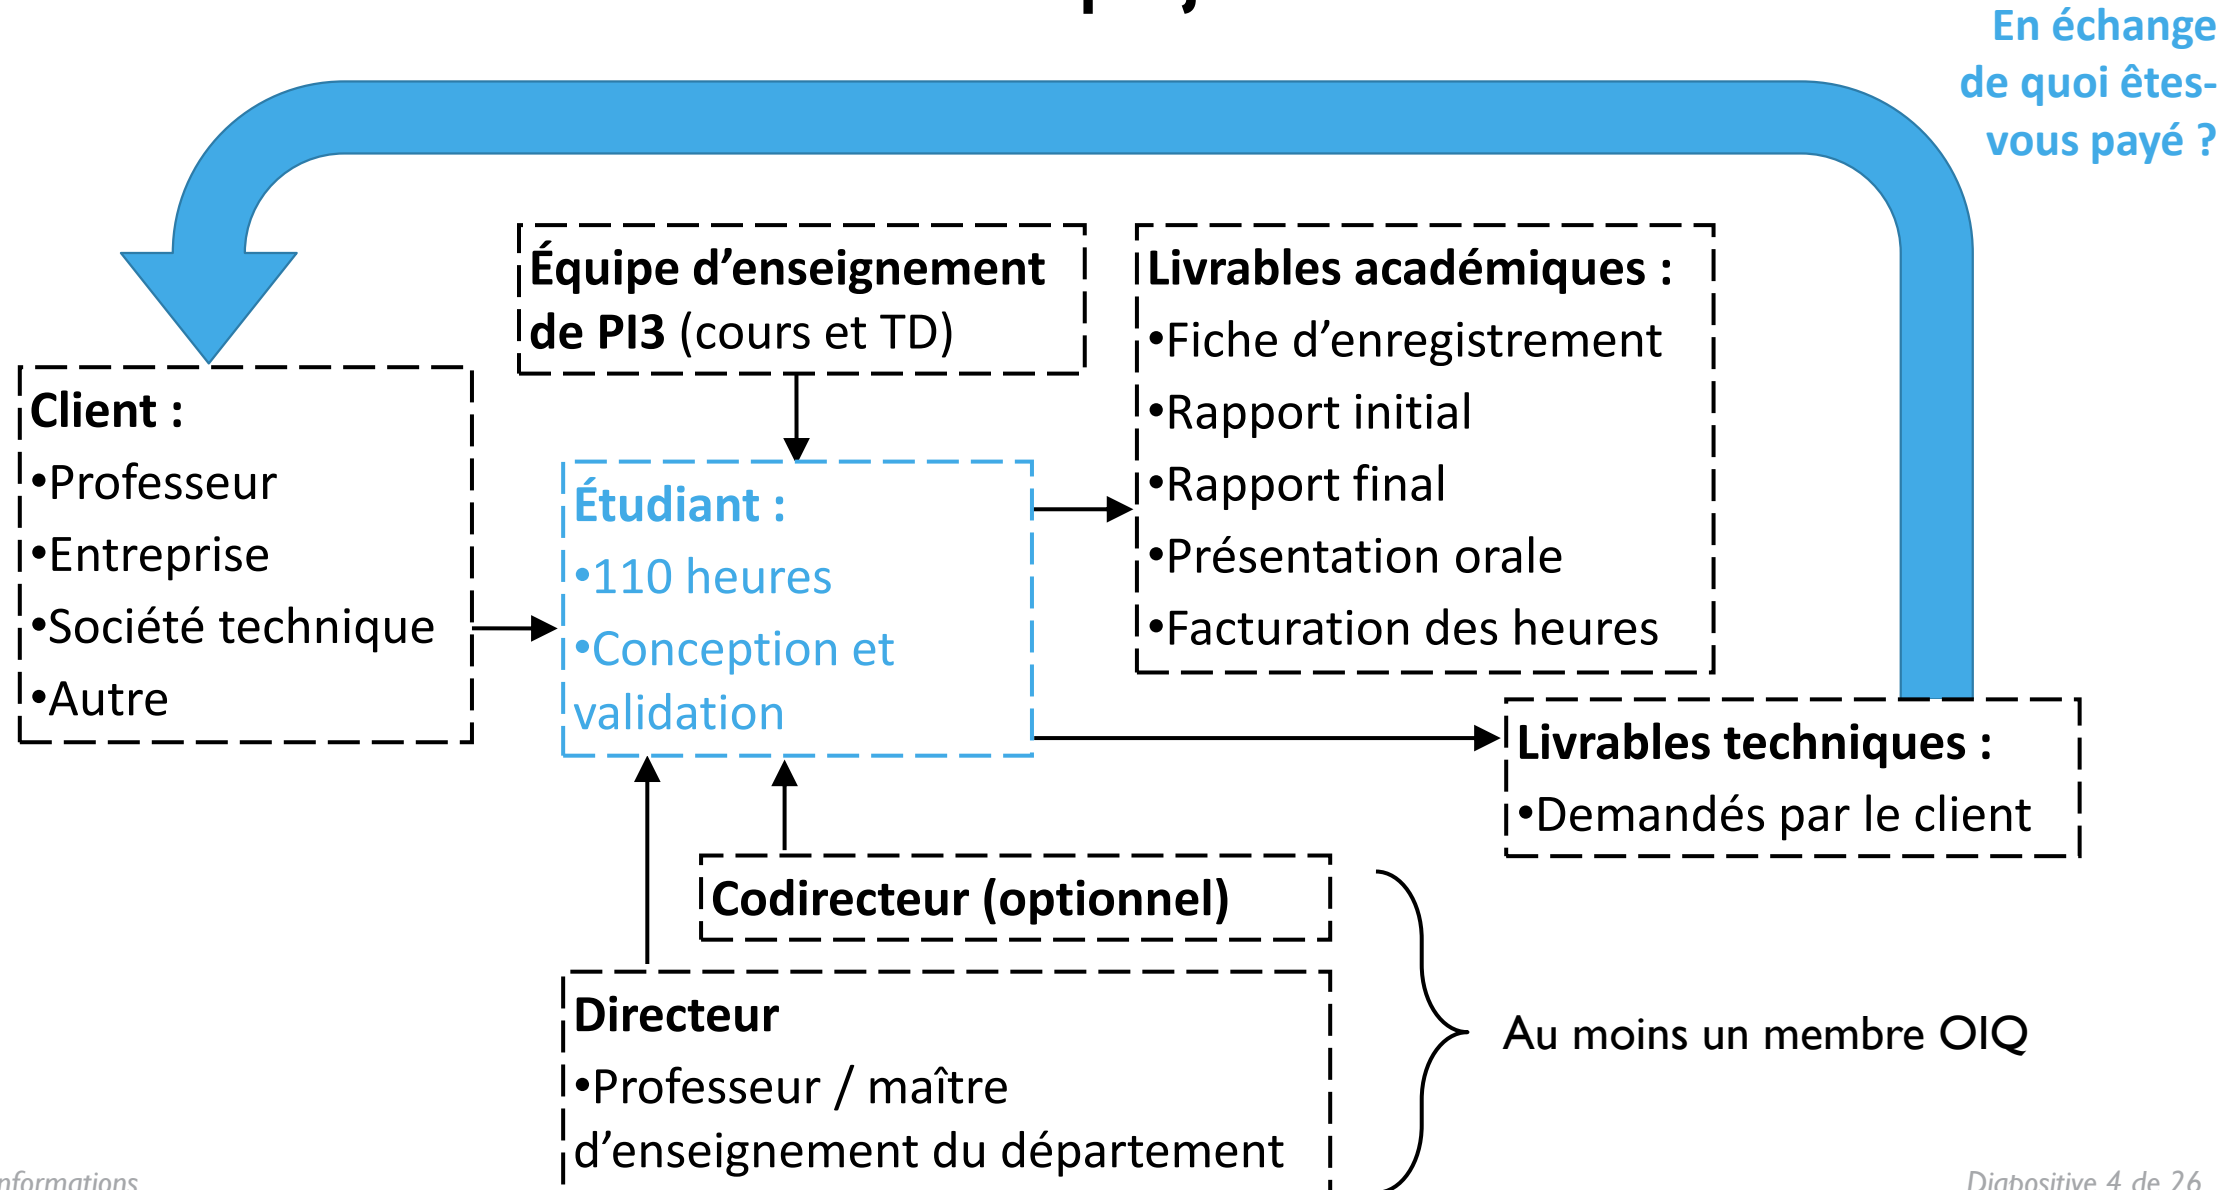 En échange
de quoi êtes-
vous payé ?
Équipe d’enseignement
de PI3 (cours et TD)
Livrables académiques :
•Fiche d’enregistrement
•Rapport initial
•Rapport final
•Présentation orale
•Facturation des heures
Client :
•Professeur
•Entreprise
•Société technique
•Autre
Étudiant :
•110 heures
•Conception et
validation
Livrables techniques :
•Demandés par le client
Codirecteur (optionnel)
Directeur
•Professeur / maître
d’enseignement du département
Au moins un membre OIQ
nformations
Diapositive 4 de 26